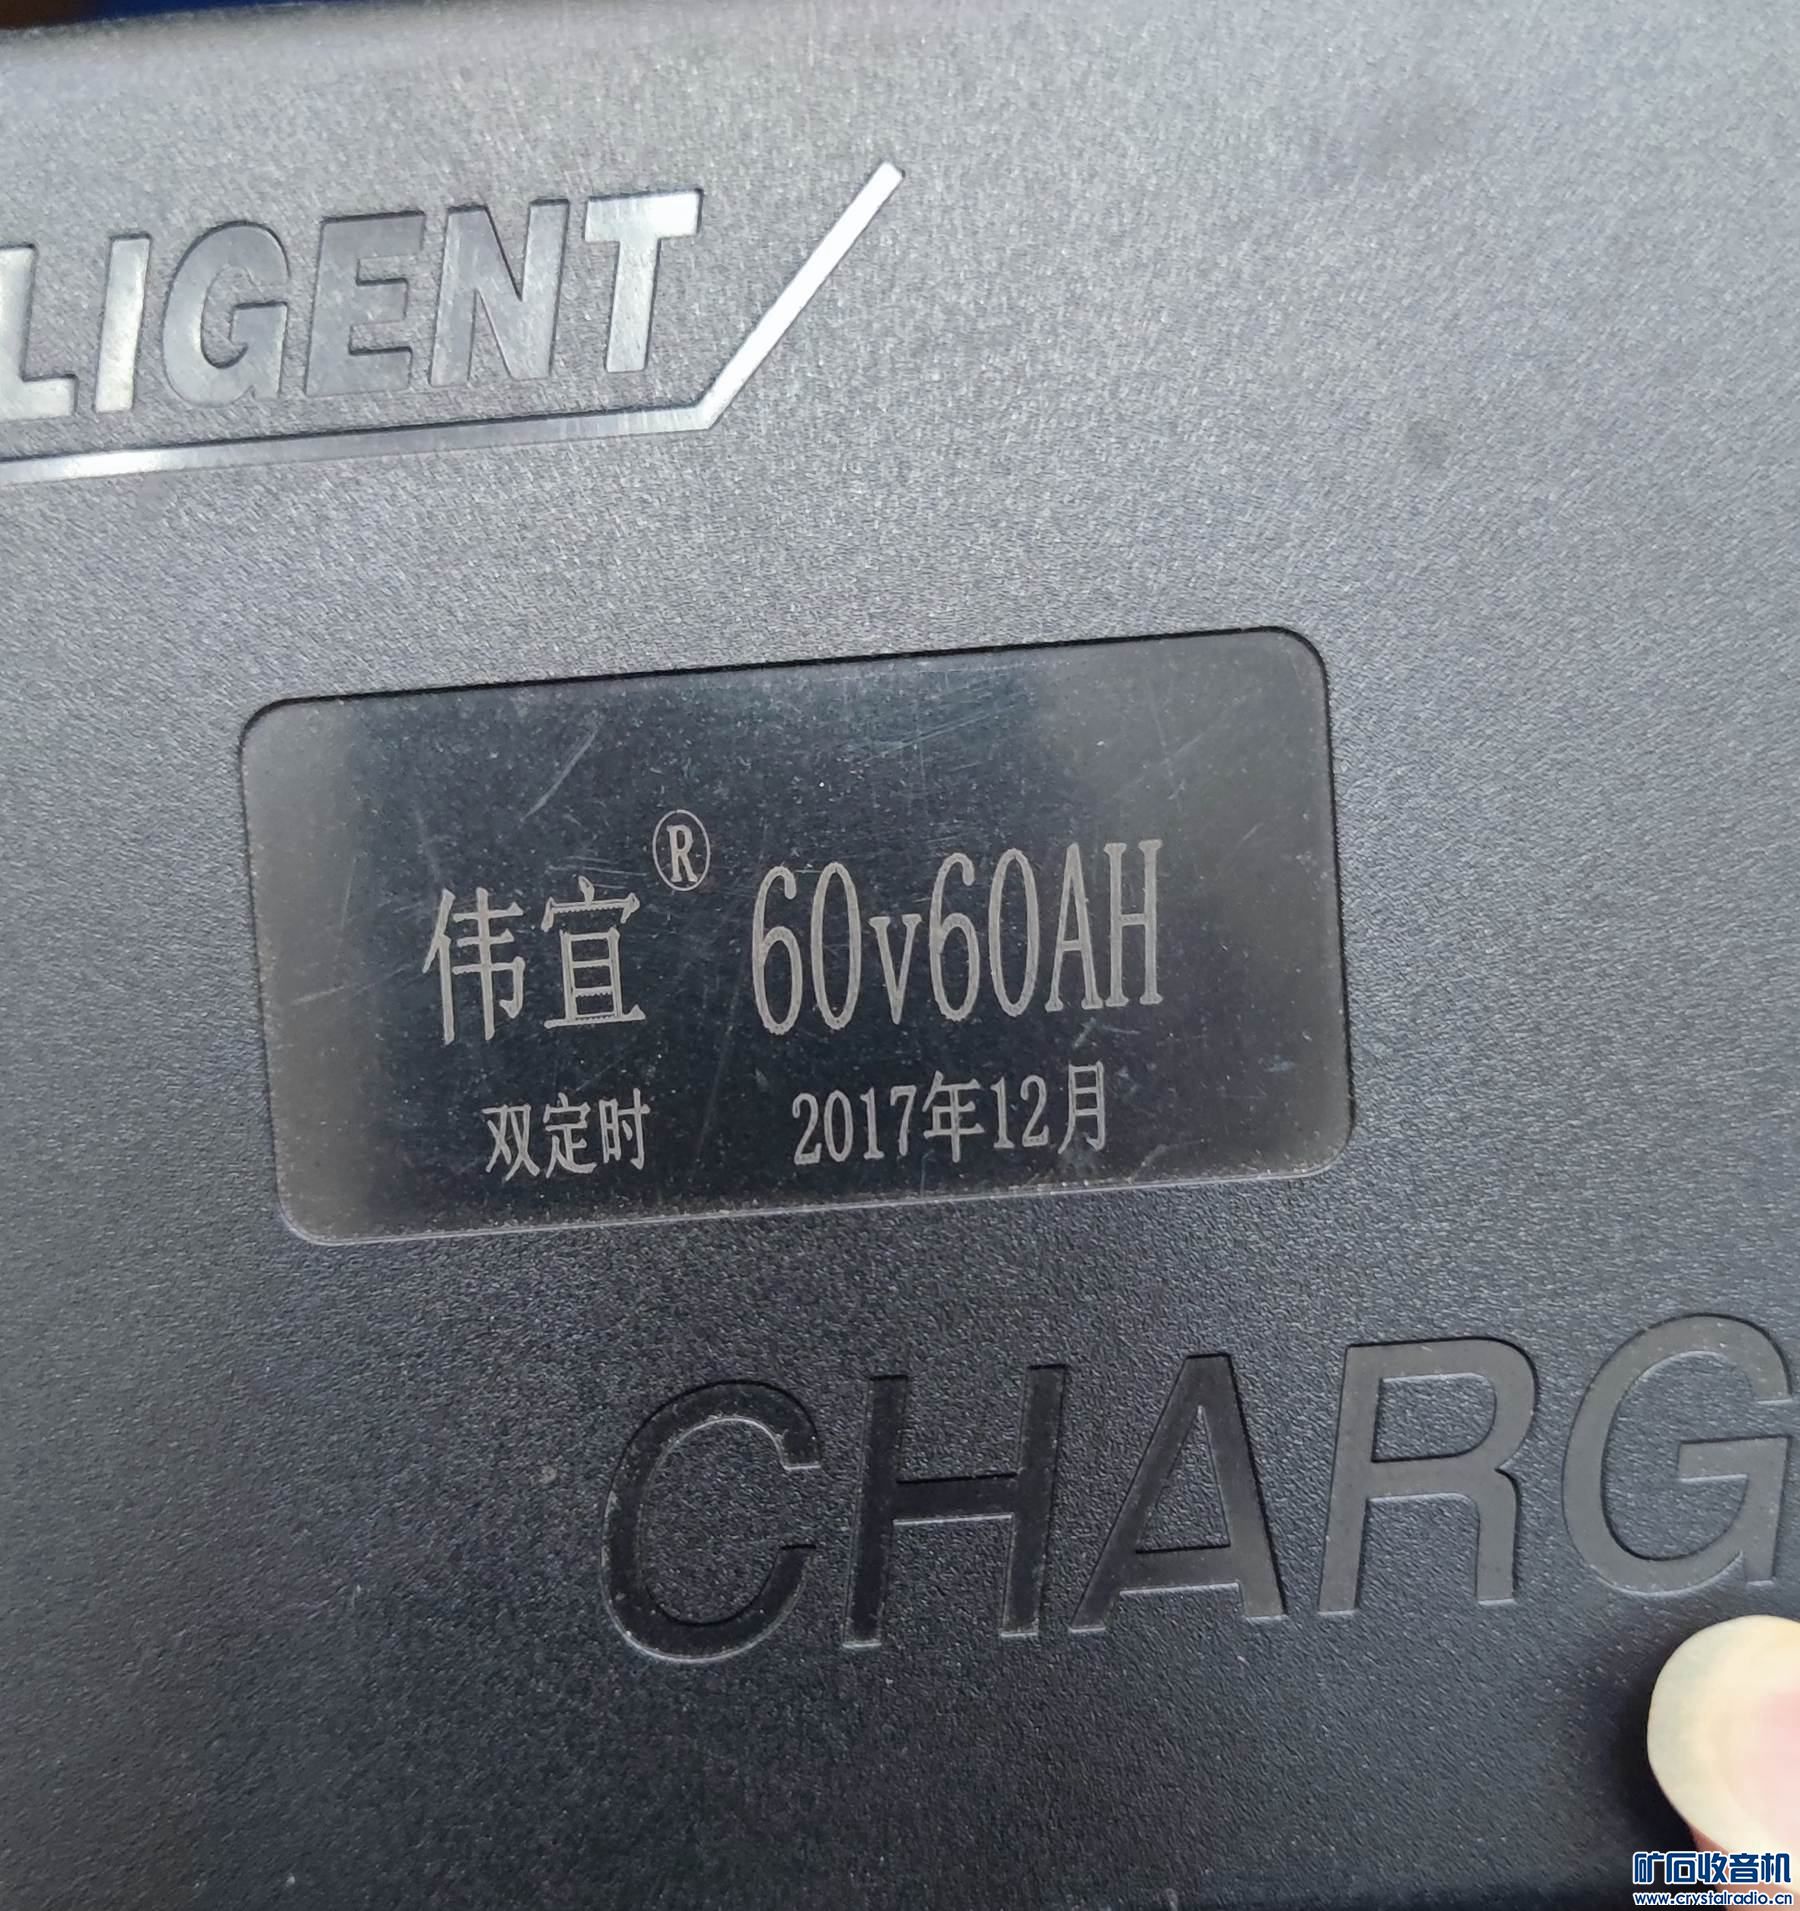 LIGENT
伟宜® 60v60AH
双定时 2017年12月
CHARG
矿石收音机
www.crystalradio.cn